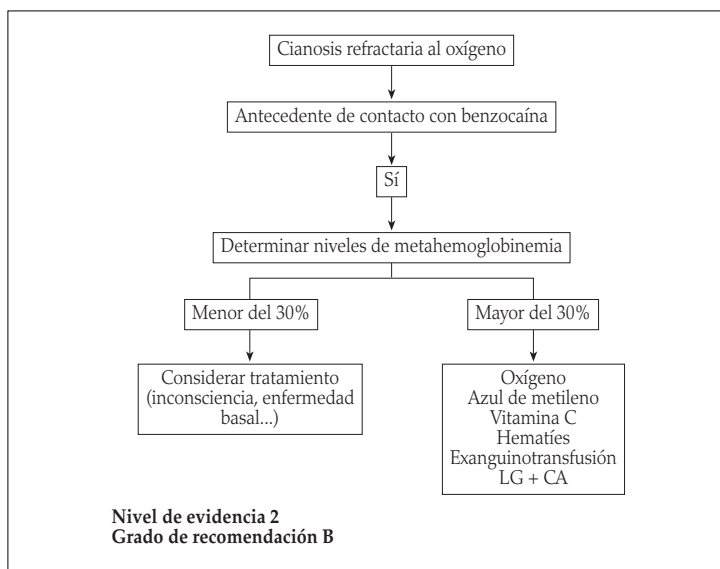 Cianosis refractaria al oxígeno
Antecedente de contacto con benzocaína
Sí
Determinar niveles de metahemoglobinemia
Menor del 30%
Mayor del 30%
Considerar tratamiento
(inconsciencia, enfermedad
basal...)
Oxígeno
Azul de metileno
Vitamina C
Hematíes
Exanguinotransfusión
LG + CA
Nivel de evidencia 2
Grado de recomendación B